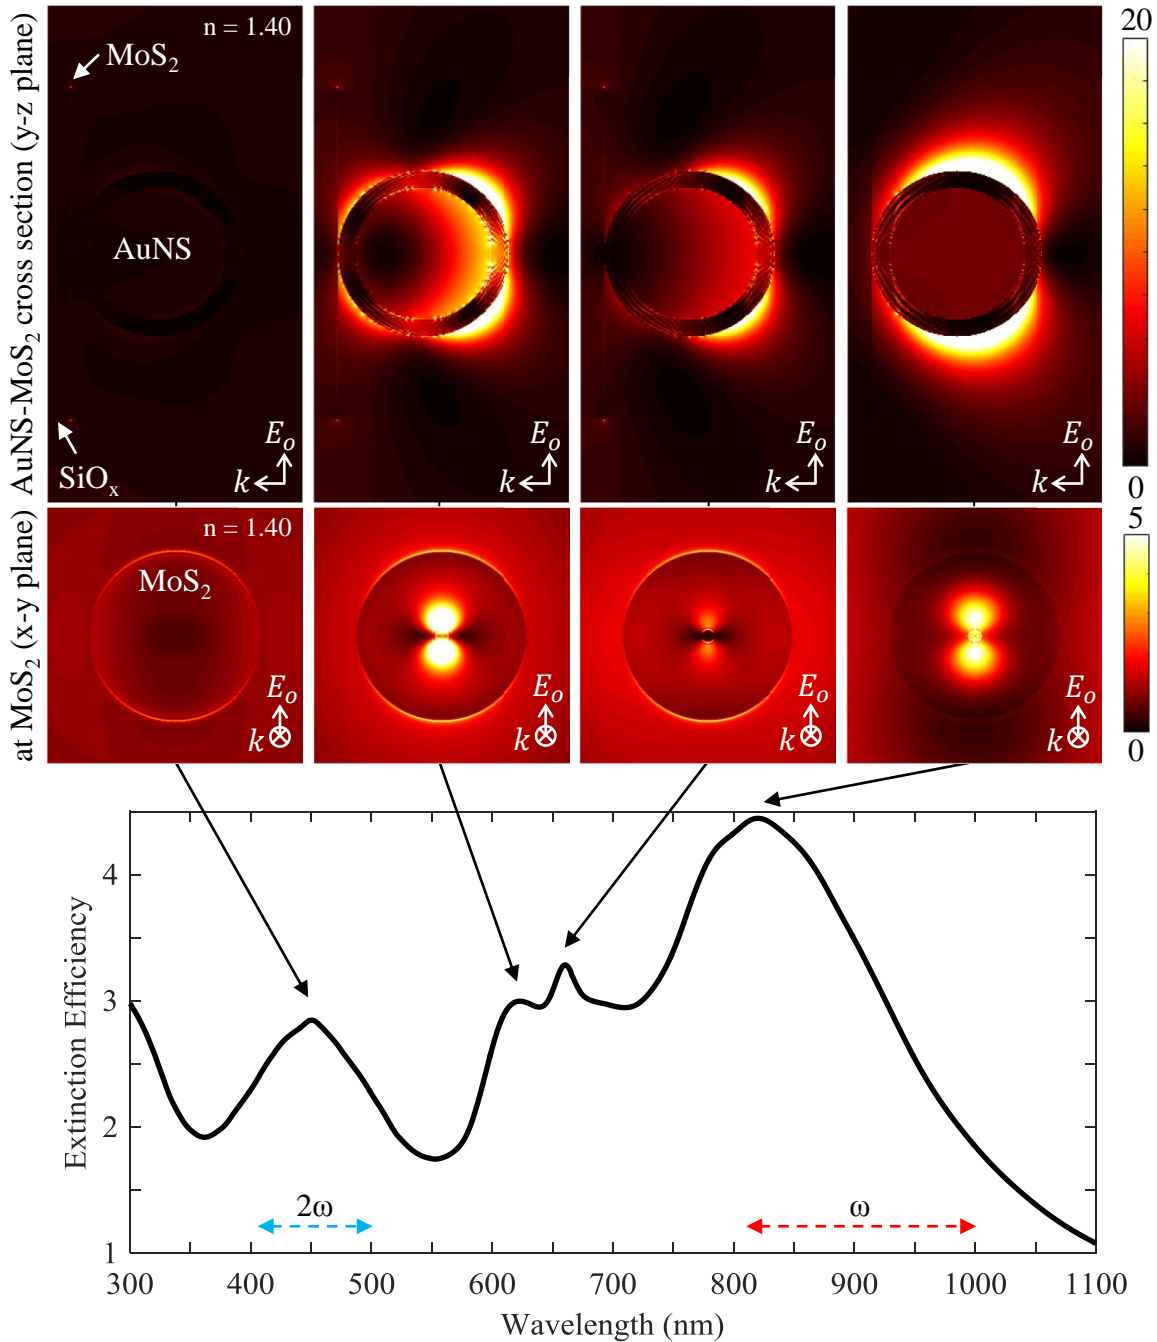 AuNS-MoS₂ cross section (y-z plane)
n = 1.40
MoS₂
AuNS
SiOₓ
Eₒ
k
Eₒ
k
Eₒ
k
Eₒ
k
20
0
at MoS₂ (x-y plane)
n = 1.40
MoS₂
Eₒ
k
Eₒ
k
Eₒ
k
Eₒ
k
5
0
Extinction Efficiency
4
3
2
1
2ω
ω
300 400 500 600 700 800 900 1000 1100
Wavelength (nm)